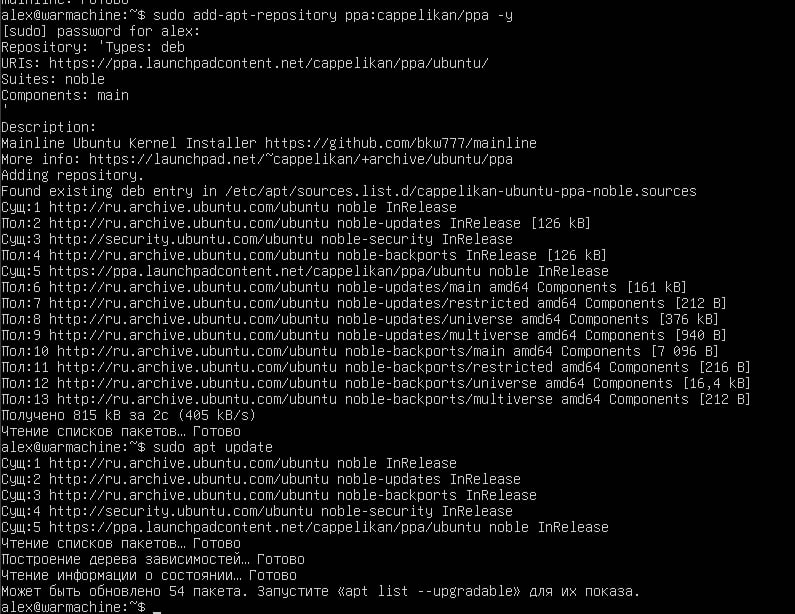 mainline: Готово
alex@warmachine:~$ sudo add-apt-repository ppa:cappelikan/ppa -y
[sudo] password for alex:
Repository: 'Types: deb
URIs: https://ppa.launchpadcontent.net/cappelikan/ppa/ubuntu/
Suites: noble
Components: main
'
Description:
Mainline Ubuntu Kernel Installer https://github.com/bkw777/mainline
More info: https://launchpad.net/~cappelikan/+archive/ubuntu/ppa
Adding repository.
Found existing deb entry in /etc/apt/sources.list.d/cappelikan-ubuntu-ppa-noble.sources
Сущ:1 http://ru.archive.ubuntu.com/ubuntu noble InRelease
Пол:2 http://ru.archive.ubuntu.com/ubuntu noble-updates InRelease [126 kB]
Сущ:3 http://security.ubuntu.com/ubuntu noble-security InRelease
Пол:4 http://ru.archive.ubuntu.com/ubuntu noble-backports InRelease [126 kB]
Сущ:5 https://ppa.launchpadcontent.net/cappelikan/ppa/ubuntu noble InRelease
Пол:6 http://ru.archive.ubuntu.com/ubuntu noble-updates/main amd64 Components [161 kB]
Пол:7 http://ru.archive.ubuntu.com/ubuntu noble-updates/restricted amd64 Components [212 B]
Пол:8 http://ru.archive.ubuntu.com/ubuntu noble-updates/universe amd64 Components [376 kB]
Пол:9 http://ru.archive.ubuntu.com/ubuntu noble-updates/multiverse amd64 Components [940 B]
Пол:10 http://ru.archive.ubuntu.com/ubuntu noble-backports/main amd64 Components [7 096 B]
Пол:11 http://ru.archive.ubuntu.com/ubuntu noble-backports/restricted amd64 Components [216 B]
Пол:12 http://ru.archive.ubuntu.com/ubuntu noble-backports/universe amd64 Components [16,4 kB]
Пол:13 http://ru.archive.ubuntu.com/ubuntu noble-backports/multiverse amd64 Components [212 B]
Получено 815 kB за 2с (405 kB/s)
Чтение списков пакетов… Готово
alex@warmachine:~$ sudo apt update
Сущ:1 http://ru.archive.ubuntu.com/ubuntu noble InRelease
Сущ:2 http://ru.archive.ubuntu.com/ubuntu noble-updates InRelease
Сущ:3 http://ru.archive.ubuntu.com/ubuntu noble-backports InRelease
Сущ:4 http://security.ubuntu.com/ubuntu noble-security InRelease
Сущ:5 https://ppa.launchpadcontent.net/cappelikan/ppa/ubuntu noble InRelease
Чтение списков пакетов… Готово
Построение дерева зависимостей… Готово
Чтение информации о состоянии… Готово
Может быть обновлено 54 пакета. Запустите «apt list --upgradable» для их показа.
alex@warmachine:~$ _